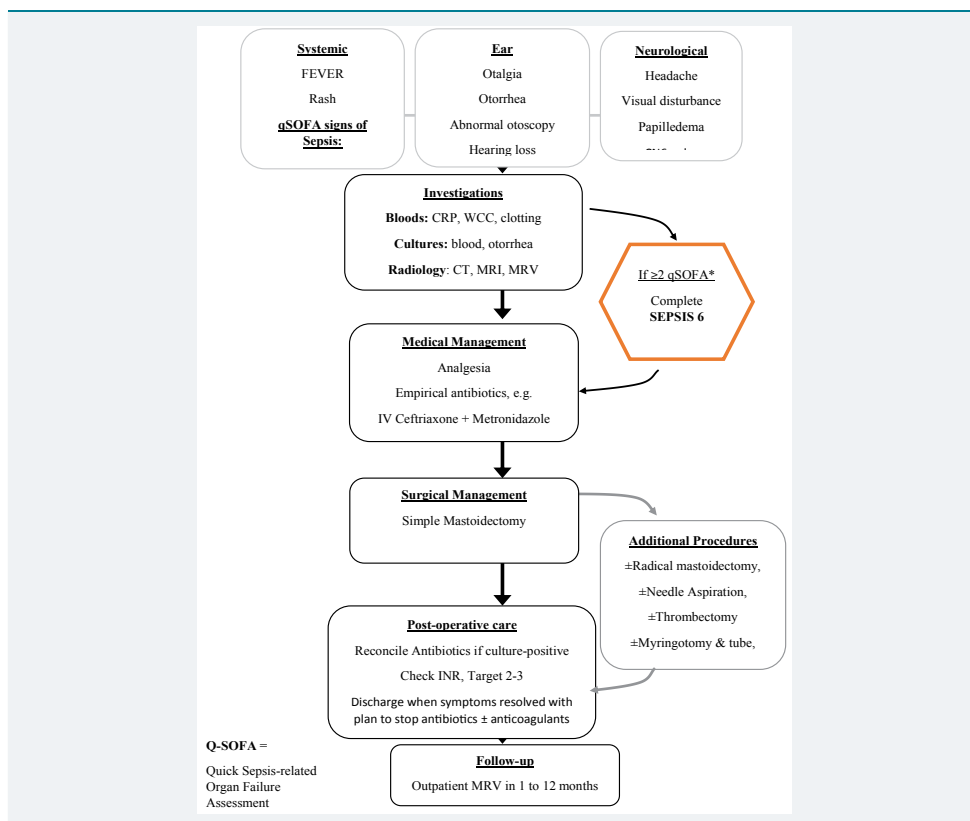 Systemic
FEVER
Rash
qSOFA signs of
Sepsis:
Ear
Otalgia
Otorrhea
Abnormal otoscopy
Hearing loss
Neurological
Headache
Visual disturbance
Papilledema
Investigations
Bloods: CRP, WCC, clotting
Cultures: blood, otorrhea
Radiology: CT, MRI, MRV
If ≥2 qSOFA*
Complete
SEPSIS 6
Medical Management
Analgesia
Empirical antibiotics, e.g.
IV Ceftriaxone + Metronidazole
Surgical Management
Simple Mastoidectomy
Additional Procedures
±Radical mastoidectomy,
±Needle Aspiration,
±Thrombectomy
±Myringotomy & tube,
Post-operative care
Reconcile Antibiotics if culture-positive
Check INR, Target 2-3
Discharge when symptoms resolved with
plan to stop antibiotics ± anticoagulants
Q-SOFA =
Quick Sepsis-related
Organ Failure
Assessment
Follow-up
Outpatient MRV in 1 to 12 months